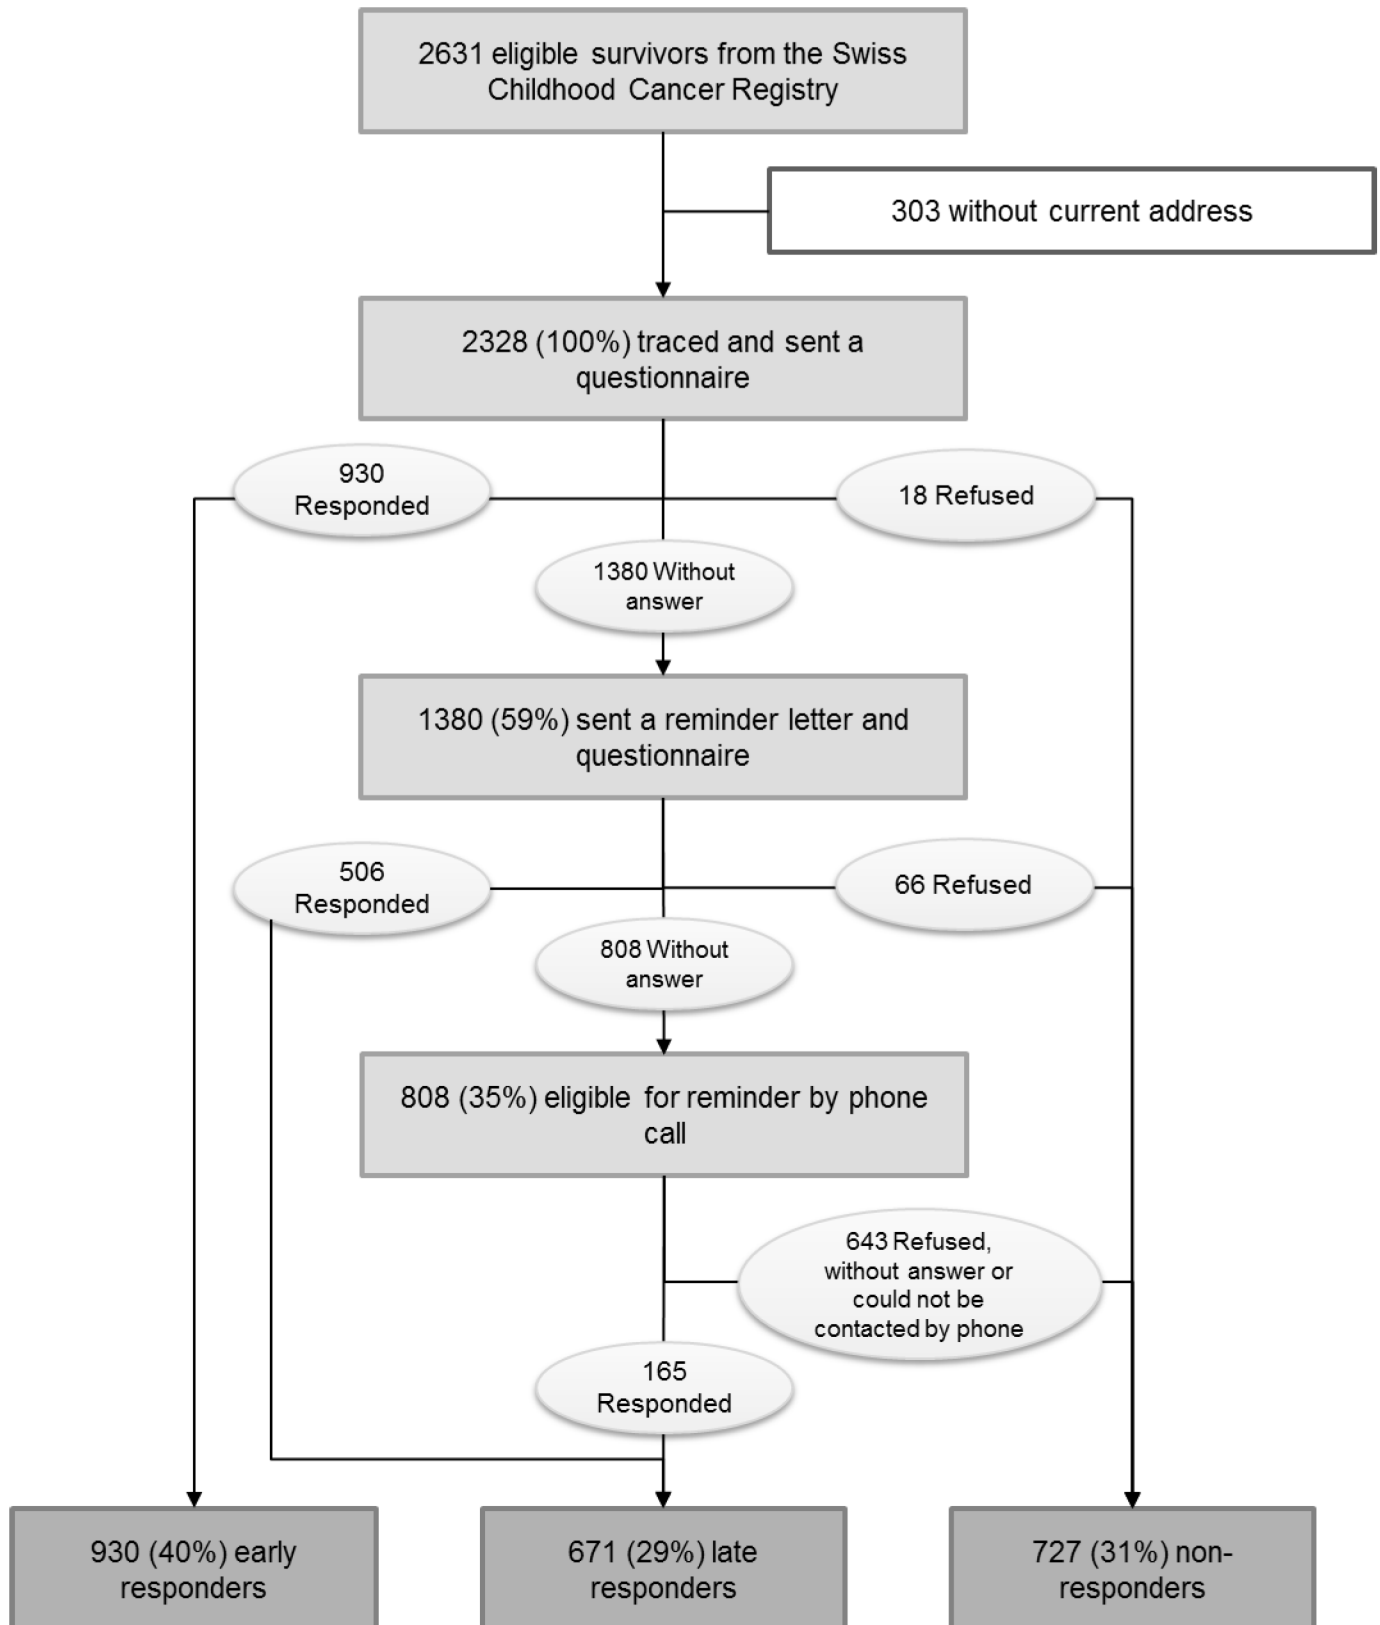 2631 eligible survivors from the Swiss
Childhood Cancer Registry
303 without current address
2328 (100%) traced and sent a
questionnaire
930
Responded
18 Refused
1380 Without
answer
1380 (59%) sent a reminder letter and
questionnaire
506
Responded
66 Refused
808 Without
answer
808 (35%) eligible for reminder by phone
call
643 Refused,
without answer or
could not be
contacted by phone
165
Responded
930 (40%) early
responders
671 (29%) late
responders
727 (31%) non-
responders